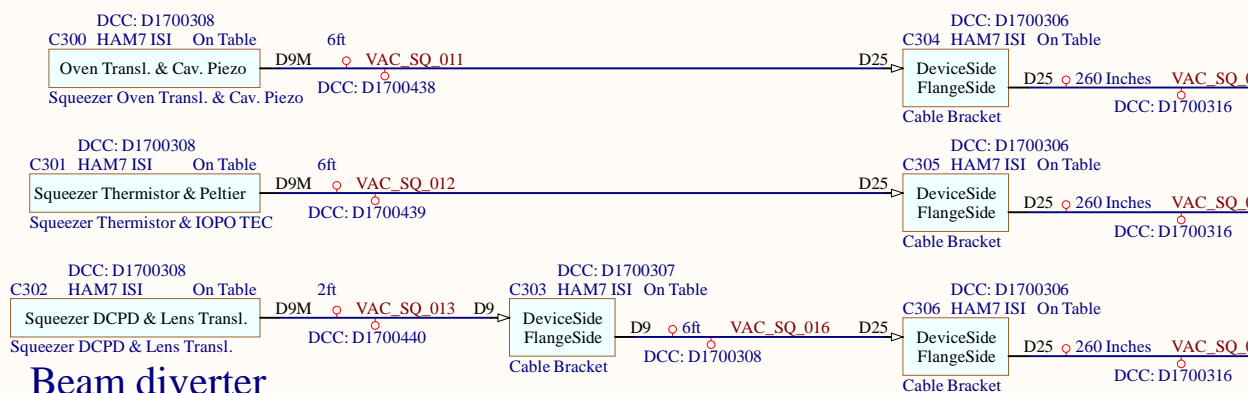 DCC: D1700308
C300 HAM7 ISI On Table
Oven Transl. & Cav. Piezo
Squeezer Oven Transl. & Cav. Piezo
D9M 6ft VAC_SQ_011 D25
DCC: D1700438
DCC: D1700306
C304 HAM7 ISI On Table
DeviceSide
FlangeSide
Cable Bracket
D25 260 Inches
DCC: D1700316
DCC: D1700308
C301 HAM7 ISI On Table
Squeezer Thermistor & Peltier
Squeezer Thermistor & IOPO TEC
D9M 6ft VAC_SQ_012 D25
DCC: D1700439
DCC: D1700306
C305 HAM7 ISI On Table
DeviceSide
FlangeSide
Cable Bracket
D25 260 Inches
DCC: D1700316
DCC: D1700308
C302 HAM7 ISI On Table
Squeezer DCPD & Lens Transl.
Squeezer DCPD & Lens Transl.
D9M 2ft VAC_SQ_013 D9
DCC: D1700440
DCC: D1700307
C303 HAM7 ISI On Table
DeviceSide
FlangeSide
Cable Bracket
D9 6ft VAC_SQ_016 D25
DCC: D1700308
DCC: D1700306
C306 HAM7 ISI On Table
DeviceSide
FlangeSide
Cable Bracket
D25 260 Inches
DCC: D1700316
Beam diverter